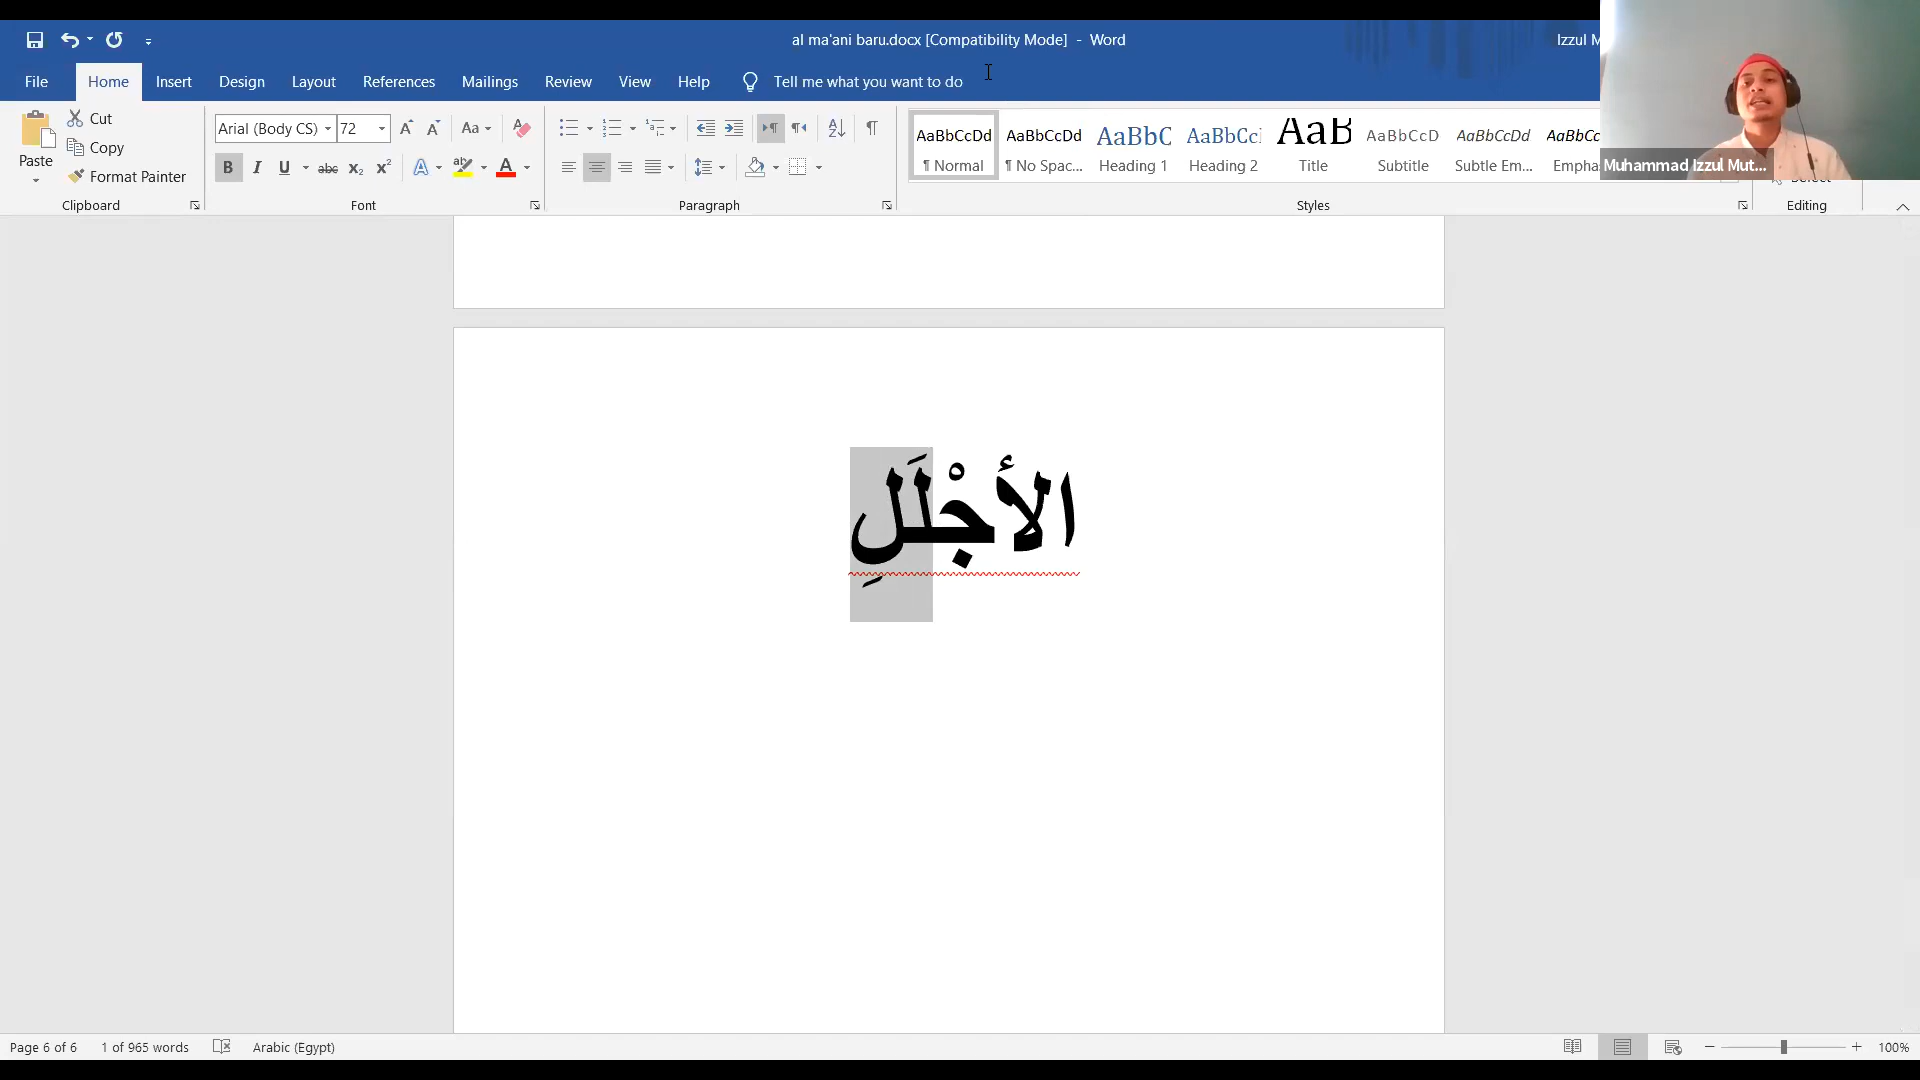 al ma'ani baru.docx [Compatibility Mode] - Word
Izzul M
File Home Insert Design Layout References Mailings Review View Help Tell me what you want to do
Paste
Cut
Copy
Format Painter
Clipboard
Arial (Body CS) 72
Font
Paragraph
AaBbCcDd AaBbCcDd AaBbC AaBbCcI AaB AaBbCcD AaBbCcDd AaBbCc
¶ Normal ¶ No Spac... Heading 1 Heading 2 Title Subtitle Subtle Em... Empha
Styles
Select
Editing
Muhammad Izzul Mut...
الأجْلَلِ
Page 6 of 6 1 of 965 words Arabic (Egypt) 100%